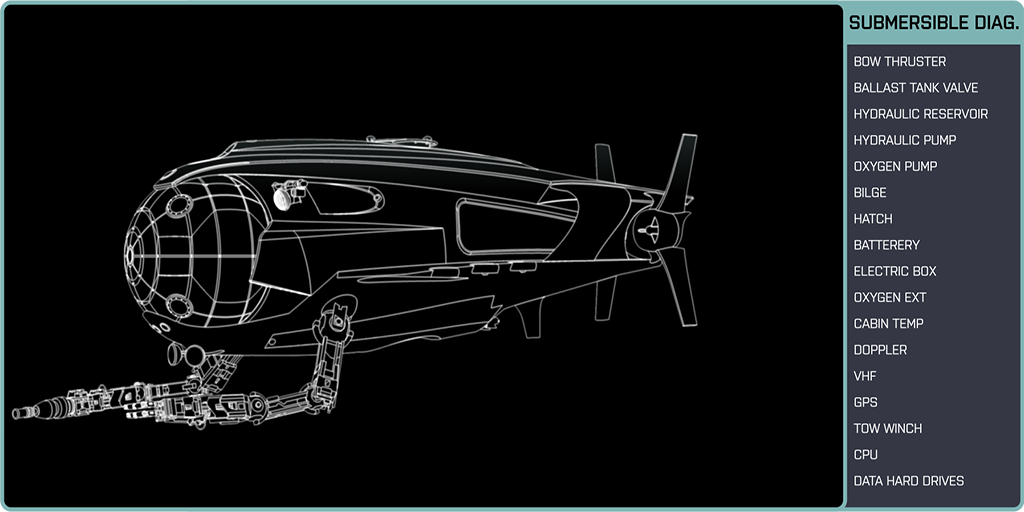 SUBMERSIBLE DIAG.
BOW THRUSTER
BALLAST TANK VALVE
HYDRAULIC RESERVOIR
HYDRAULIC PUMP
OXYGEN PUMP
BILGE
HATCH
BATTERERY
ELECTRIC BOX
OXYGEN EXT
CABIN TEMP
DOPPLER
VHF
GPS
TOW WINCH
CPU
DATA HARD DRIVES